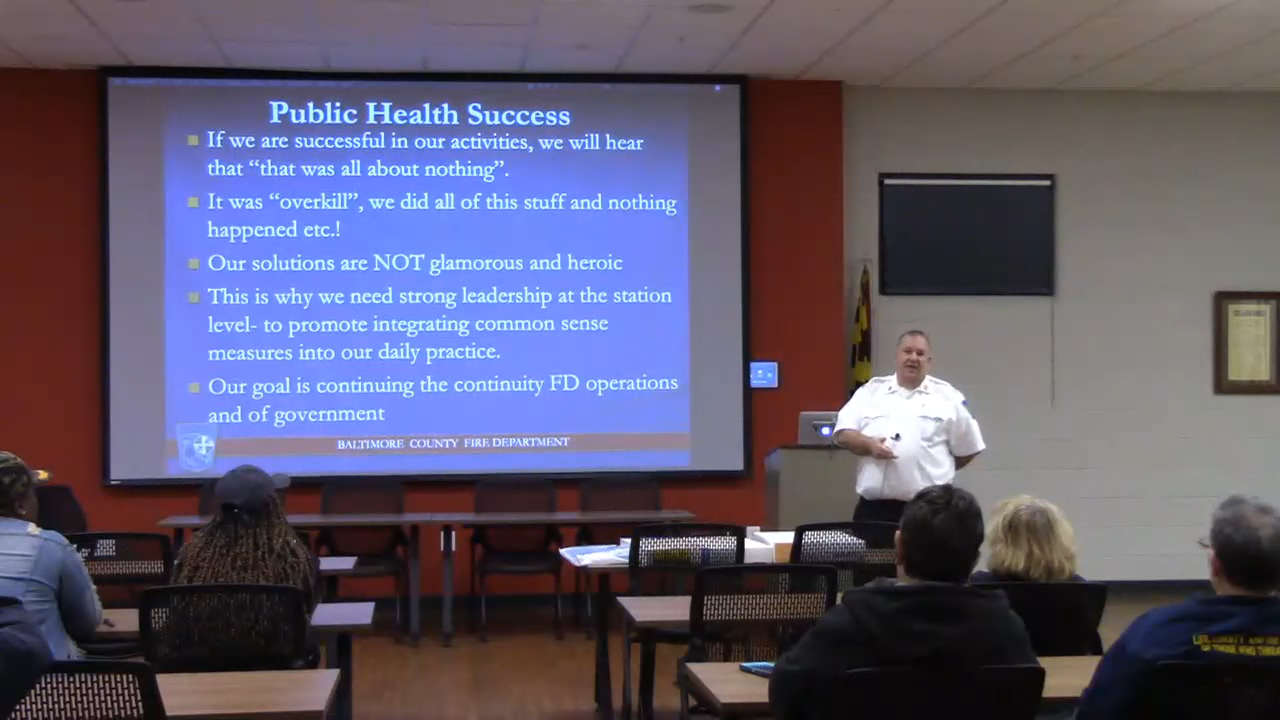 Public Health Success
If we are successful in our activities, we will hear
that “that was all about nothing”.
It was “overkill”, we did all of this stuff and nothing
happened etc.!
Our solutions are NOT glamorous and heroic
This is why we need strong leadership at the station
level- to promote integrating common sense
measures into our daily practice.
Our goal is continuing the continuity FD operations
and of government
BALTIMORE COUNTY FIRE DEPARTMENT